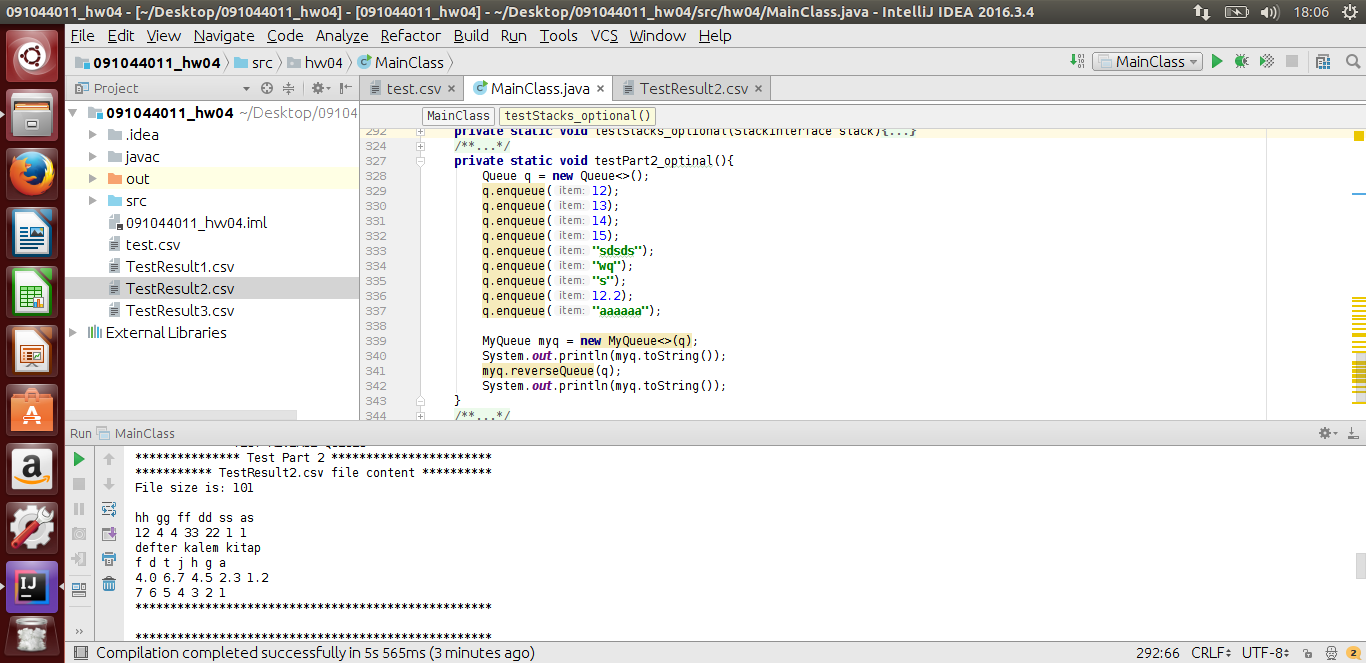 091044011_hw04 - [~/Desktop/091044011_hw04] - [091044011_hw04] - ~/Desktop/091044011_hw04/src/hw04/MainClass.java - IntelliJ IDEA 2016.3.4
18:06
File Edit View Navigate Code Analyze Refactor Build Run Tools VCS Window Help
091044011_hw04 src hw04 MainClass
MainClass
Project
test.csv MainClass.java TestResult2.csv
091044011_hw04 ~/Desktop/09104
.idea
javac
out
src
091044011_hw04.iml
test.csv
TestResult1.csv
TestResult2.csv
TestResult3.csv
External Libraries
MainClass testStacks_optional()
292 private static void testStacks_optional(StackInterface stack){...}
324 /**...*/
327 private static void testPart2_optinal(){
328 Queue q = new Queue<>();
329 q.enqueue( item: 12);
330 q.enqueue( item: 13);
331 q.enqueue( item: 14);
332 q.enqueue( item: 15);
333 q.enqueue( item: "sdsds");
334 q.enqueue( item: "wq");
335 q.enqueue( item: "s");
336 q.enqueue( item: 12.2);
337 q.enqueue( item: "aaaaaa");
338
339 MyQueue myq = new MyQueue<>(q);
340 System.out.println(myq.toString());
341 myq.reverseQueue(q);
342 System.out.println(myq.toString());
343 }
344 /**...*/
Run MainClass
*************** Test Part 2 ***********************
*********** TestResult2.csv file content **********
File size is: 101
hh gg ff dd ss as
12 4 4 33 22 1 1
defter kalem kitap
f d t j h g a
4.0 6.7 4.5 2.3 1.2
7 6 5 4 3 2 1
***************************************************
***************************************************
Compilation completed successfully in 5s 565ms (3 minutes ago)
292:66 CRLF UTF-8 2